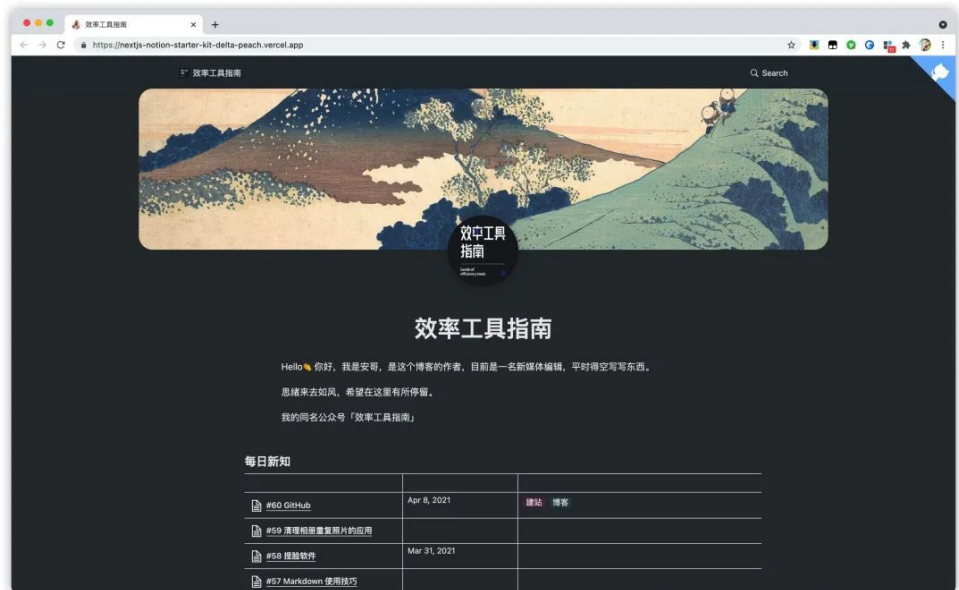 效率工具指南
https://nextjs-notion-starter-kit-delta-peach.vercel.app
效率工具指南
Search
效率工具
指南
Guide of
efficiency tools
效率工具指南
Hello👋 你好，我是安哥，是这个博客的作者，目前是一名新媒体编辑，平时得空写写东西。
思绪来去如风，希望在这里有所停留。
我的同名公众号「效率工具指南」
每日新知
#60 GitHub Apr 8, 2021 建站 博客
#59 清理相册重复照片的应用
#58 捏脸软件 Mar 31, 2021
#57 Markdown 使用技巧